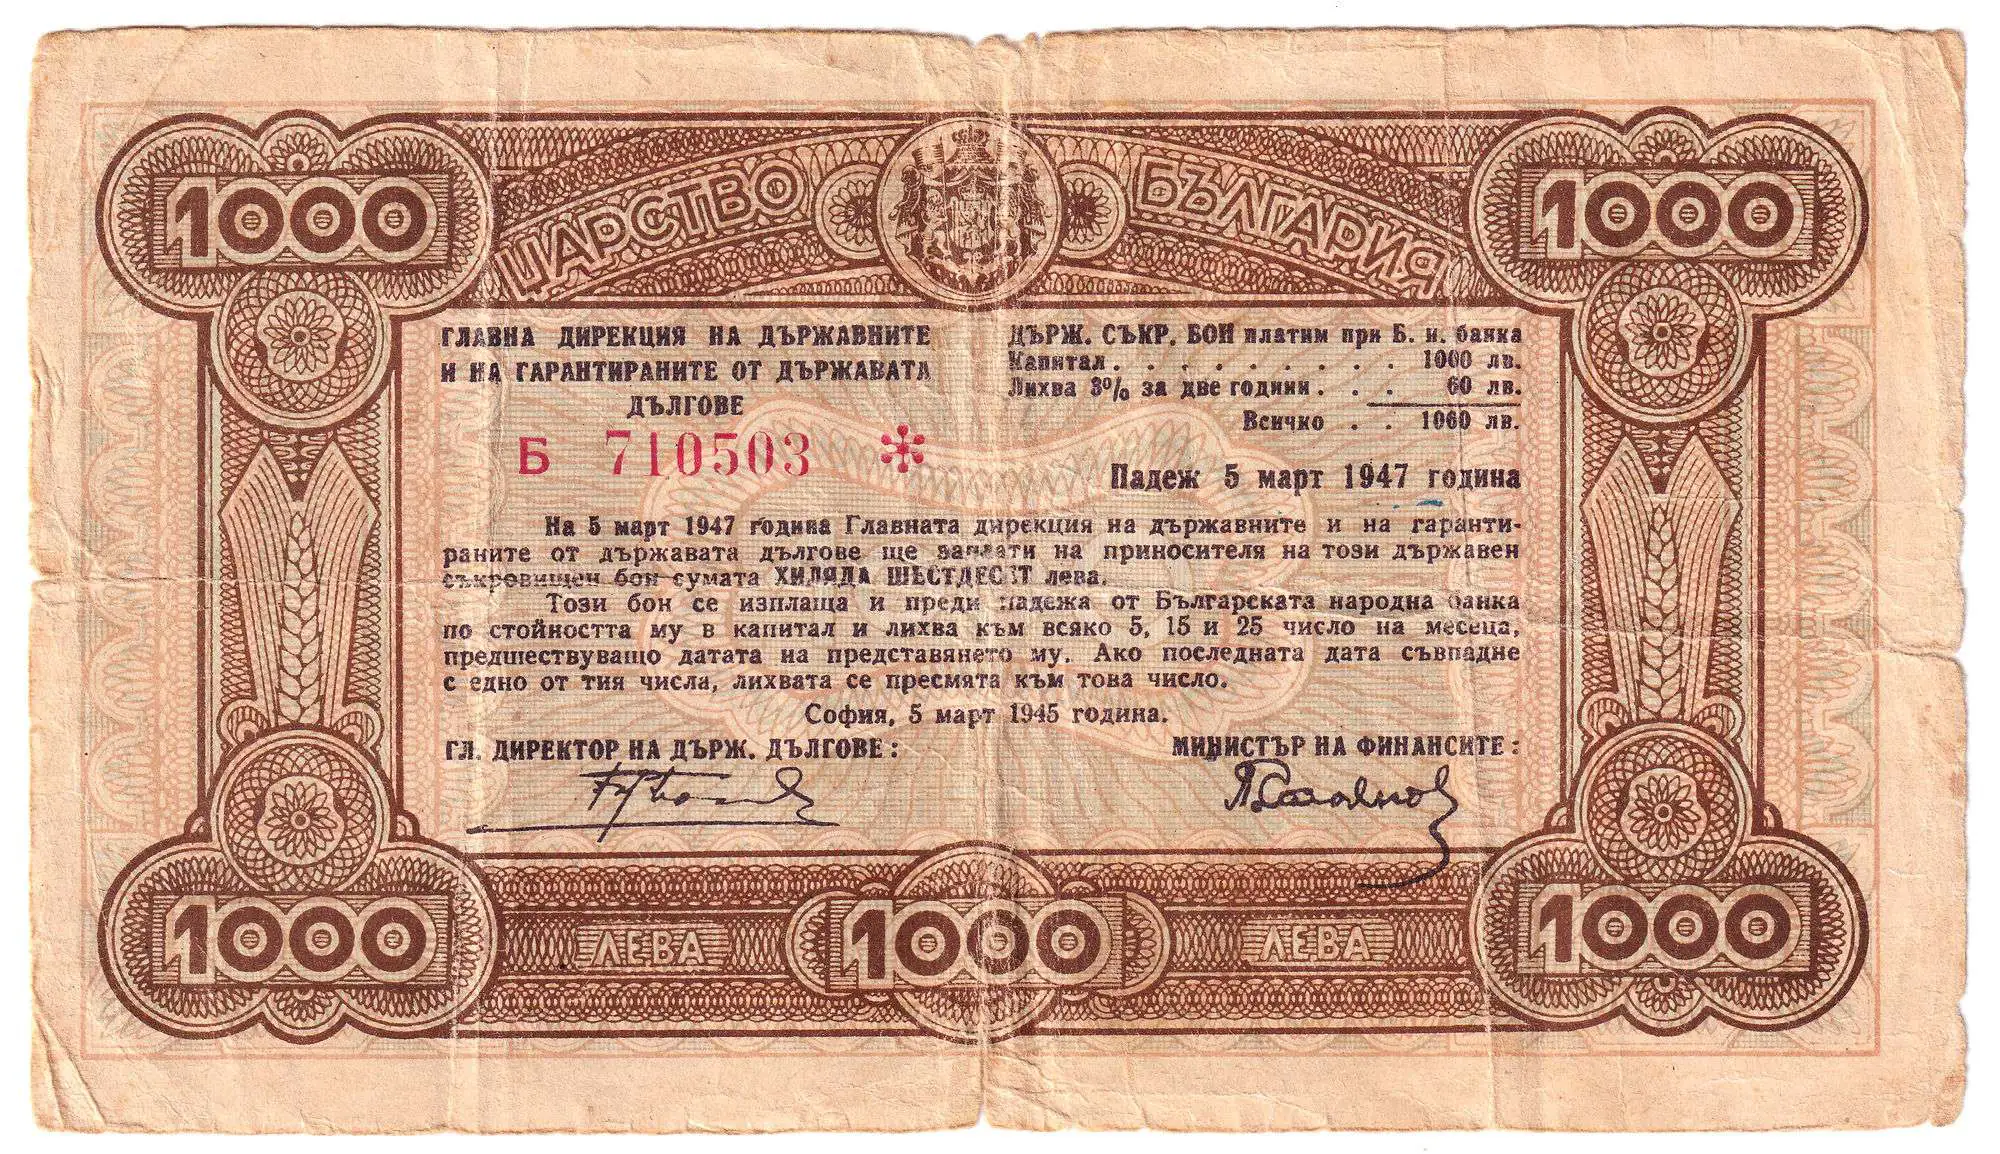 1000 ЦАРСТВО БЪЛГАРИЯ 1000
ГЛАВНА ДИРЕКЦИЯ НА ДЪРЖАВНИТЕ
И НА ГАРАНТИРАНИТЕ ОТ ДЪРЖАВАТА
ДЪЛГОВЕ
Б 710503 *
ДЪРЖ. СЪКР. БОН платим при Б. н. банка
Капитал . . . . . . . . . 1000 лв.
Лихва 3% за две години . . . 60 лв.
Всичко . . 1060 лв.
Падеж 5 март 1947 година
На 5 март 1947 година Главната дирекция на държавните и на гаранти-
раните от държавата дългове ще заплати на приносителя на този държавен
съкровищен бон сумата ХИЛЯДА ШЕСТДЕСЕТ лева.
Този бон се изплаща и преди падежа от Българската народна банка
по стойността му в капитал и лихва към всяко 5, 15 и 25 число на месеца,
предшествуващо датата на представянето му. Ако последната дата съвпадне
с едно от тия числа, лихвата се пресмята към това число.
София, 5 март 1945 година.
ГЛ. ДИРЕКТОР НА ДЪРЖ. ДЪЛГОВЕ:
МИНИСТЪР НА ФИНАНСИТЕ:
1000 ЛЕВА 1000 ЛЕВА 1000